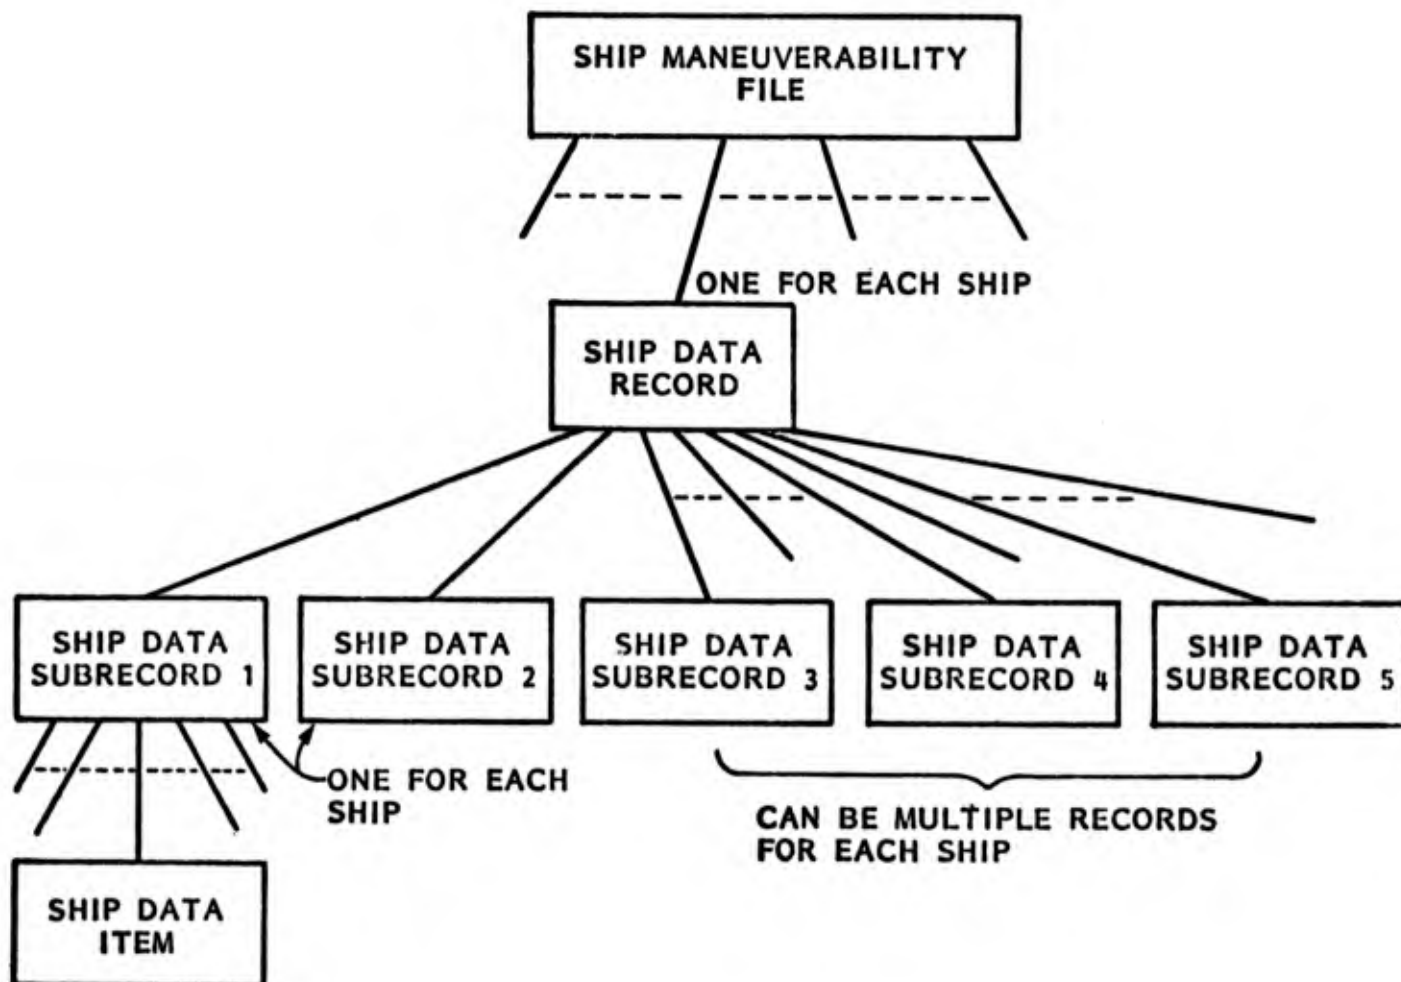 SHIP MANEUVERABILITY
FILE
ONE FOR EACH SHIP
SHIP DATA
RECORD
SHIP DATA
SUBRECORD 1
SHIP DATA
SUBRECORD 2
SHIP DATA
SUBRECORD 3
SHIP DATA
SUBRECORD 4
SHIP DATA
SUBRECORD 5
ONE FOR EACH
SHIP
CAN BE MULTIPLE RECORDS
FOR EACH SHIP
SHIP DATA
ITEM